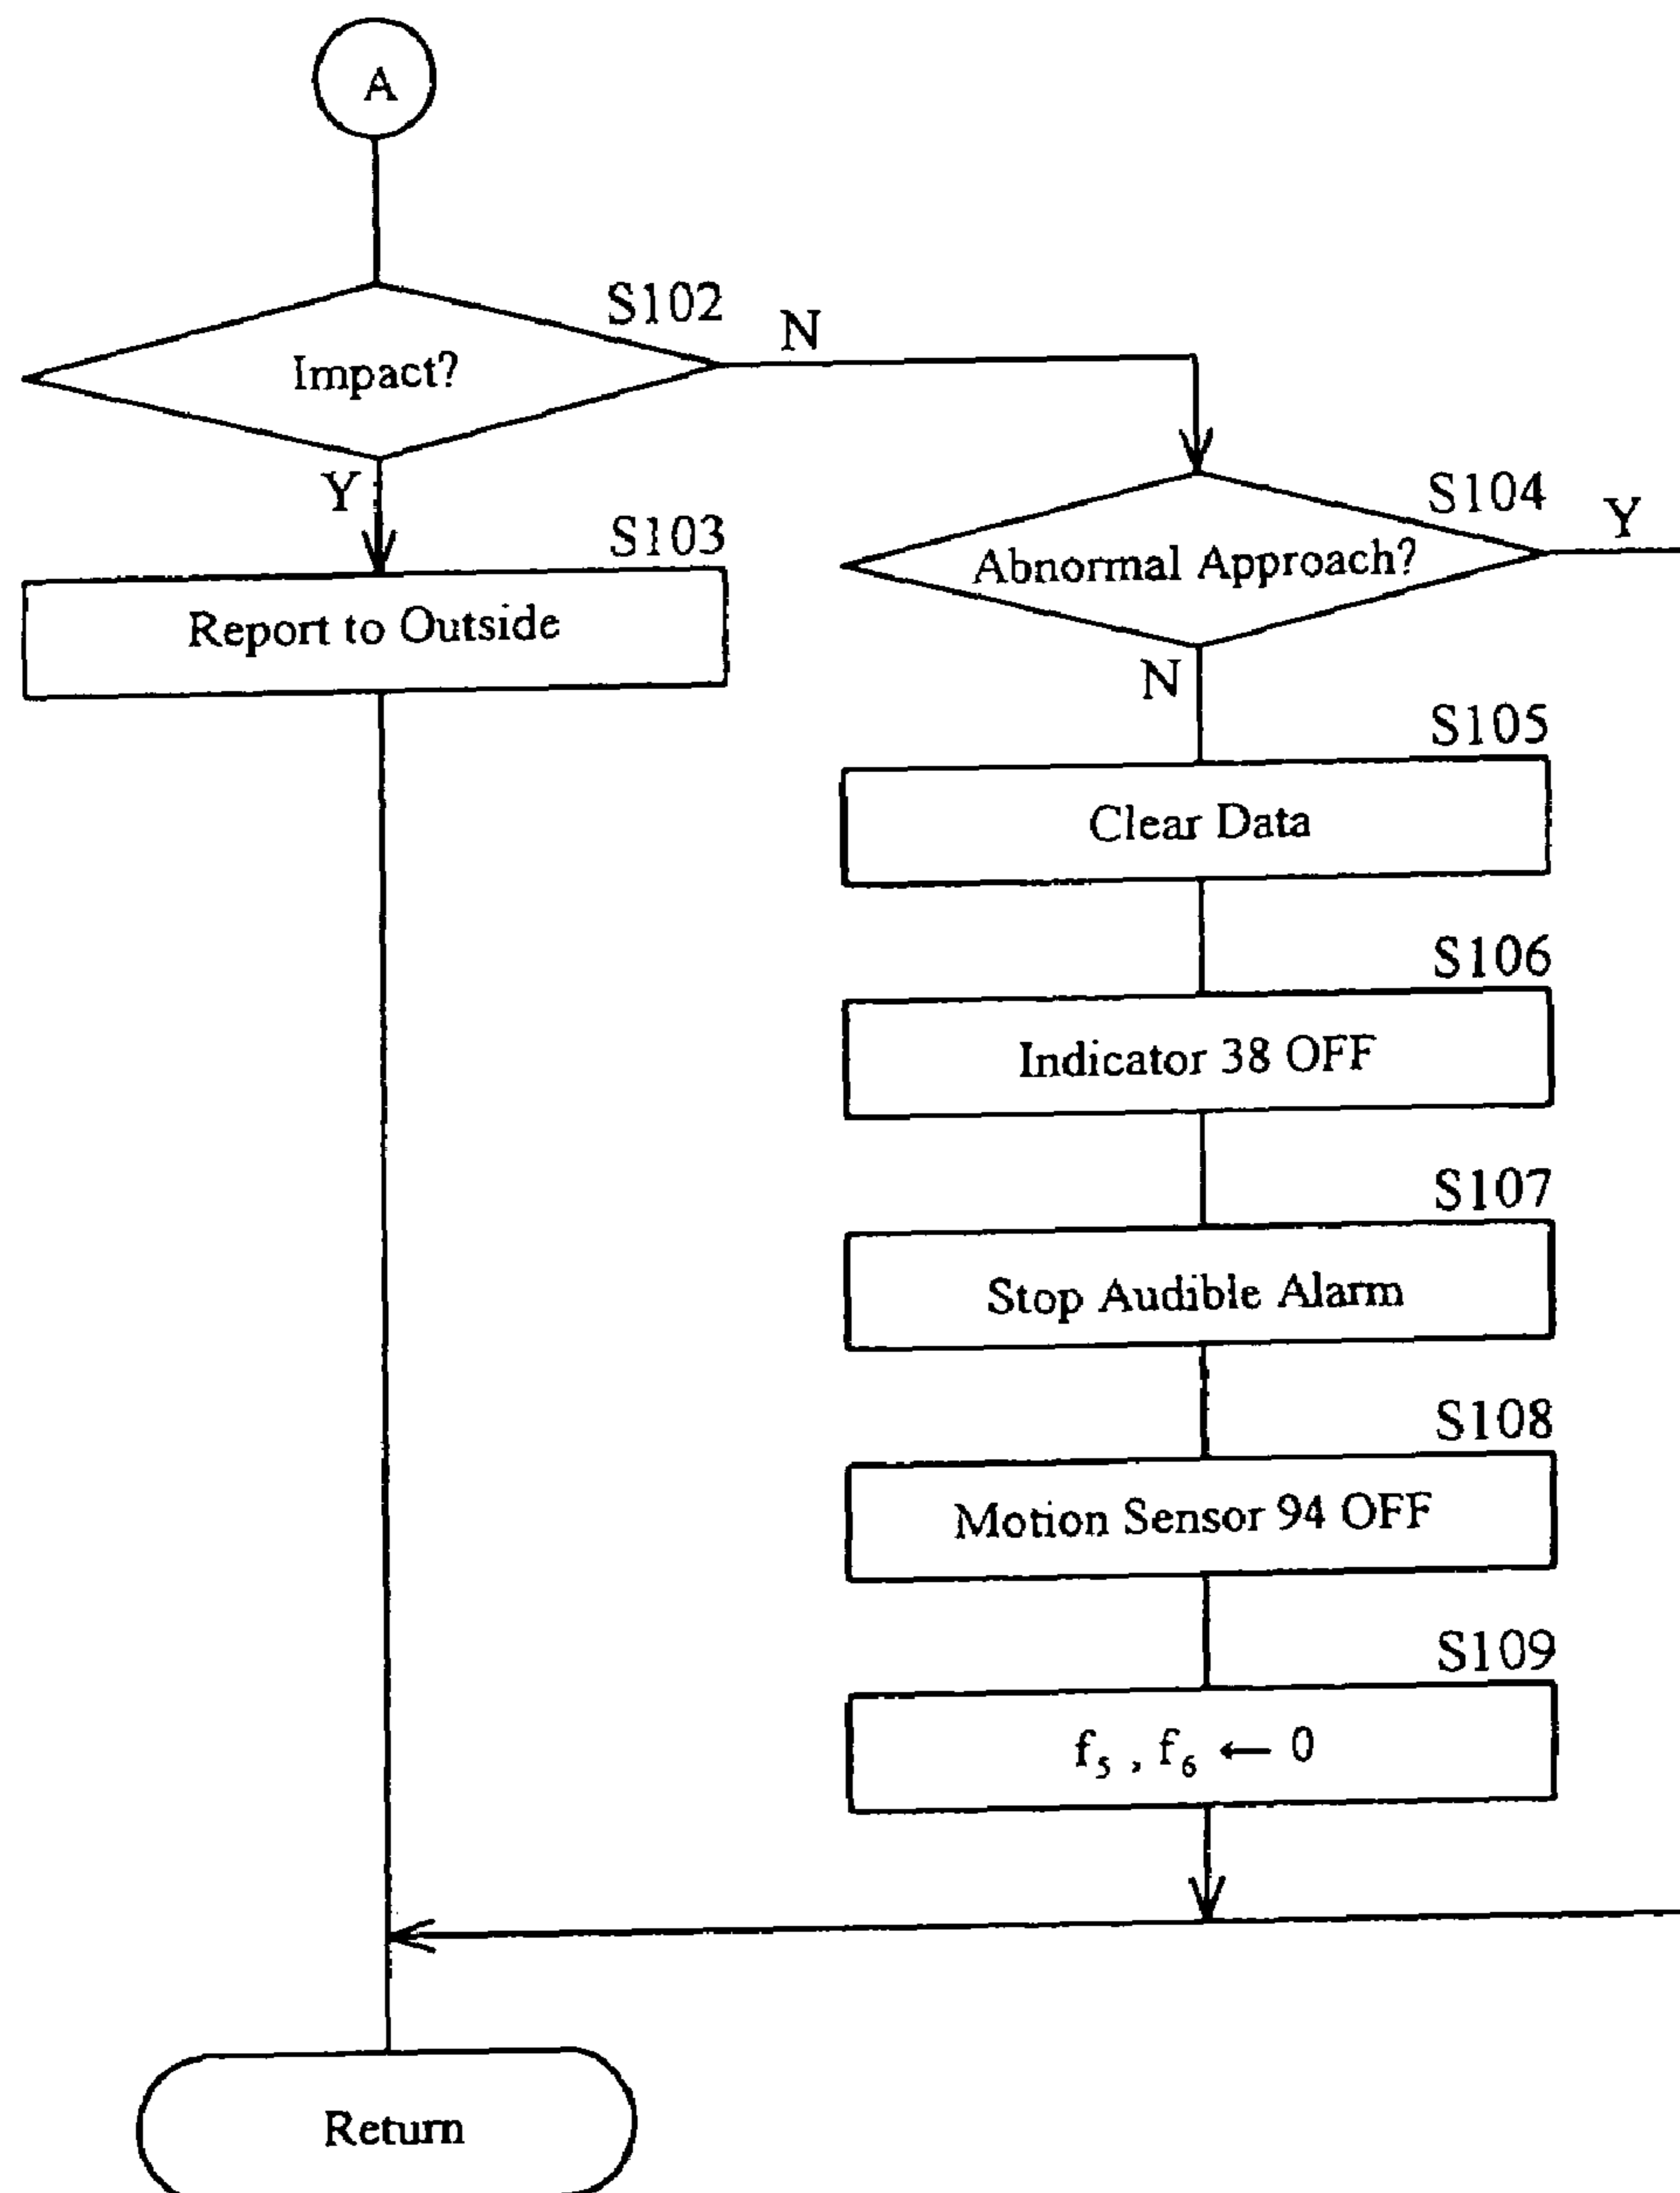 A
S102
Impact?
N
Y
S103
Report to Outside
S104
Abnormal Approach?
Y
N
S105
Clear Data
S106
Indicator 38 OFF
S107
Stop Audible Alarm
S108
Motion Sensor 94 OFF
S109
f₅ , f₆ ← 0
Return